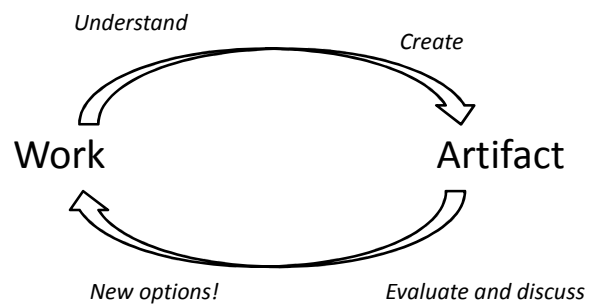 Understand
Create
Work
Artifact
New options!
Evaluate and discuss